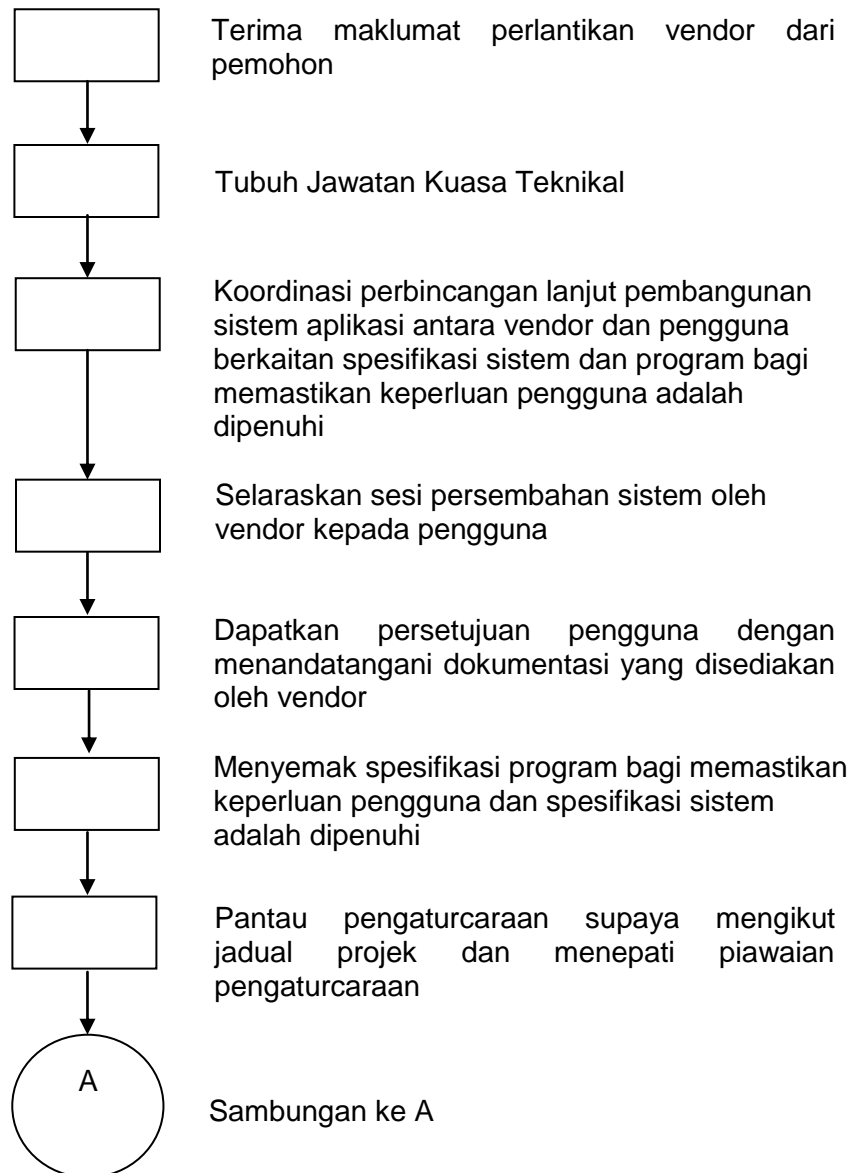 Terima maklumat perlantikan vendor dari
pemohon
Tubuh Jawatan Kuasa Teknikal
Koordinasi perbincangan lanjut pembangunan
sistem aplikasi antara vendor dan pengguna
berkaitan spesifikasi sistem dan program bagi
memastikan keperluan pengguna adalah
dipenuhi
Selaraskan sesi persembahan sistem oleh
vendor kepada pengguna
Dapatkan persetujuan pengguna dengan
menandatangani dokumentasi yang disediakan
oleh vendor
Menyemak spesifikasi program bagi memastikan
keperluan pengguna dan spesifikasi sistem
adalah dipenuhi
Pantau pengaturcaraan supaya mengikut
jadual projek dan menepati piawaian
pengaturcaraan
A
Sambungan ke A